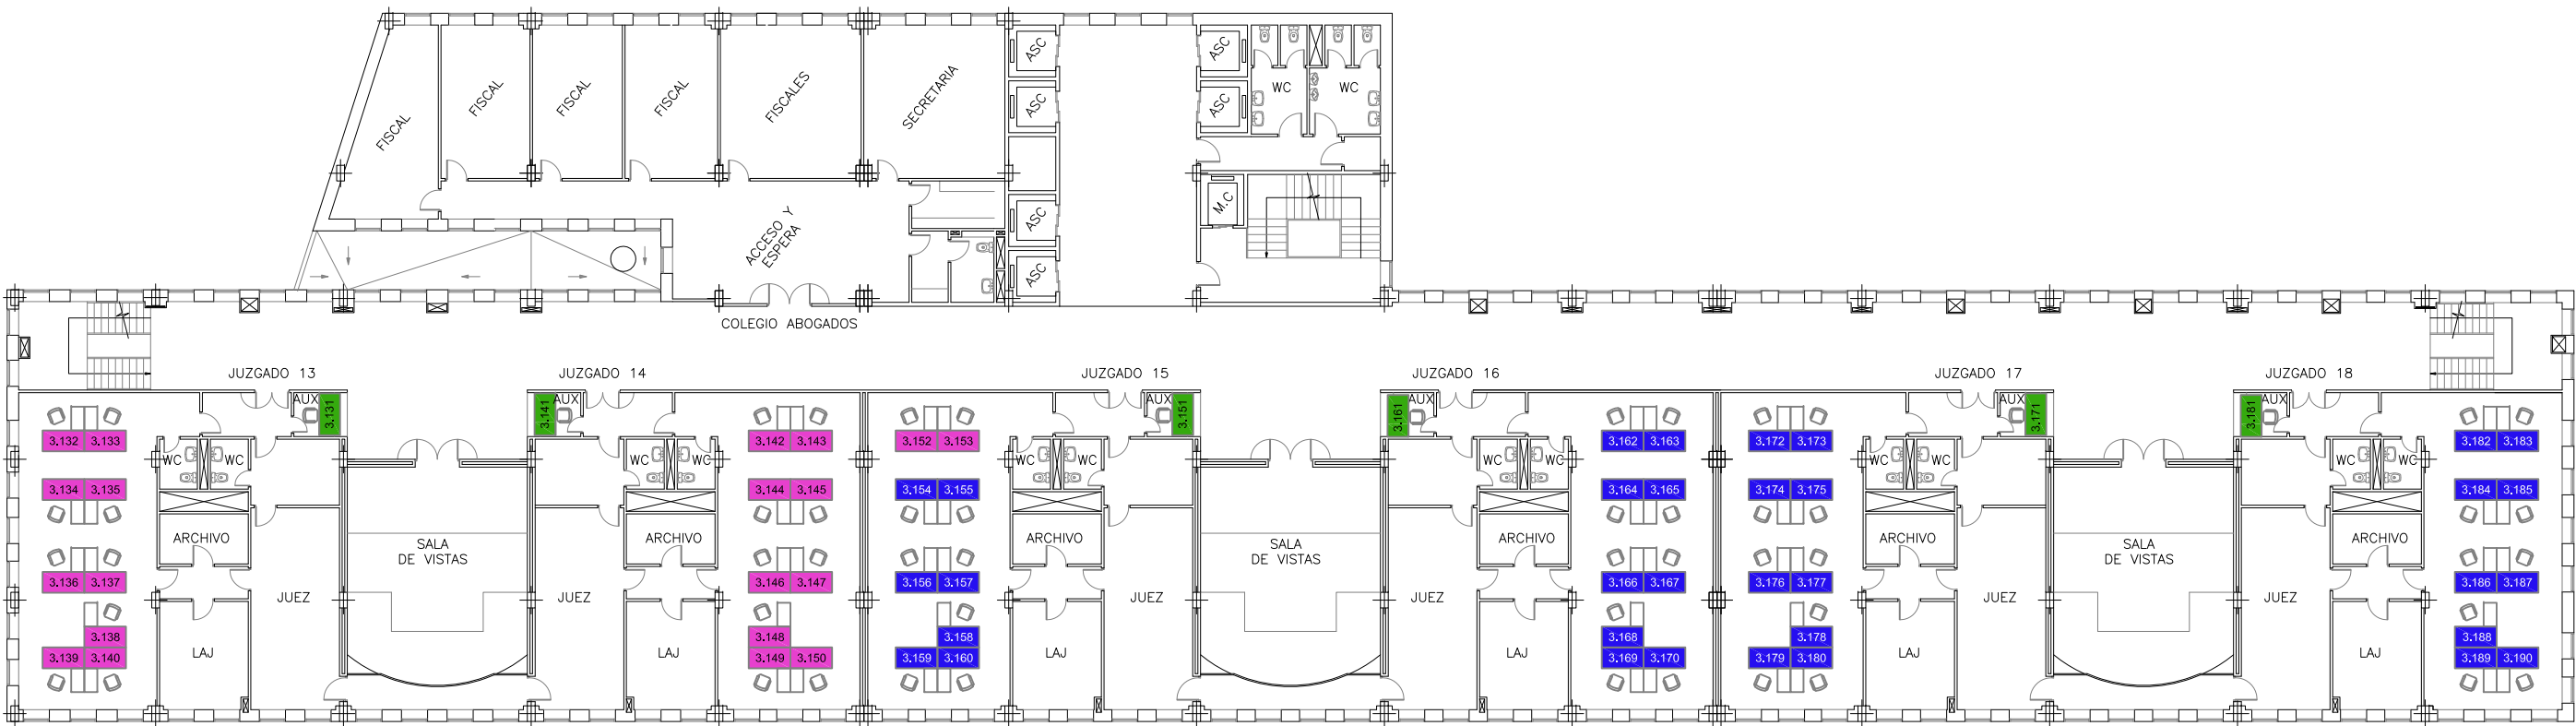 FISCAL
FISCAL
FISCAL
FISCAL
FISCALES
SECRETARIA
ASC
ASC
ASC
ASC
ASC
ASC
WC
WC
M.C
ACCESO Y
ESPERA
COLEGIO ABOGADOS
JUZGADO 13
JUZGADO 14
JUZGADO 15
JUZGADO 16
JUZGADO 17
JUZGADO 18
AUX
3.131
3.132 3.133
WC
WC
3.134 3.135
ARCHIVO
3.136 3.137
JUEZ
3.138
3.139 3.140
LAJ
SALA
DE VISTAS
3.141
AUX
3.142 3.143
WC
WC
3.144 3.145
ARCHIVO
3.146 3.147
JUEZ
3.148
3.149 3.150
LAJ
AUX
3.151
3.152 3.153
WC
WC
3.154 3.155
ARCHIVO
3.156 3.157
JUEZ
3.158
3.159 3.160
LAJ
SALA
DE VISTAS
3.161
AUX
3.162 3.163
WC
WC
3.164 3.165
ARCHIVO
3.166 3.167
JUEZ
3.168
3.169 3.170
LAJ
AUX
3.171
3.172 3.173
WC
WC
3.174 3.175
ARCHIVO
3.176 3.177
JUEZ
3.178
3.179 3.180
LAJ
SALA
DE VISTAS
3.181
AUX
3.182 3.183
WC
WC
3.184 3.185
ARCHIVO
3.186 3.187
JUEZ
3.188
3.189 3.190
LAJ